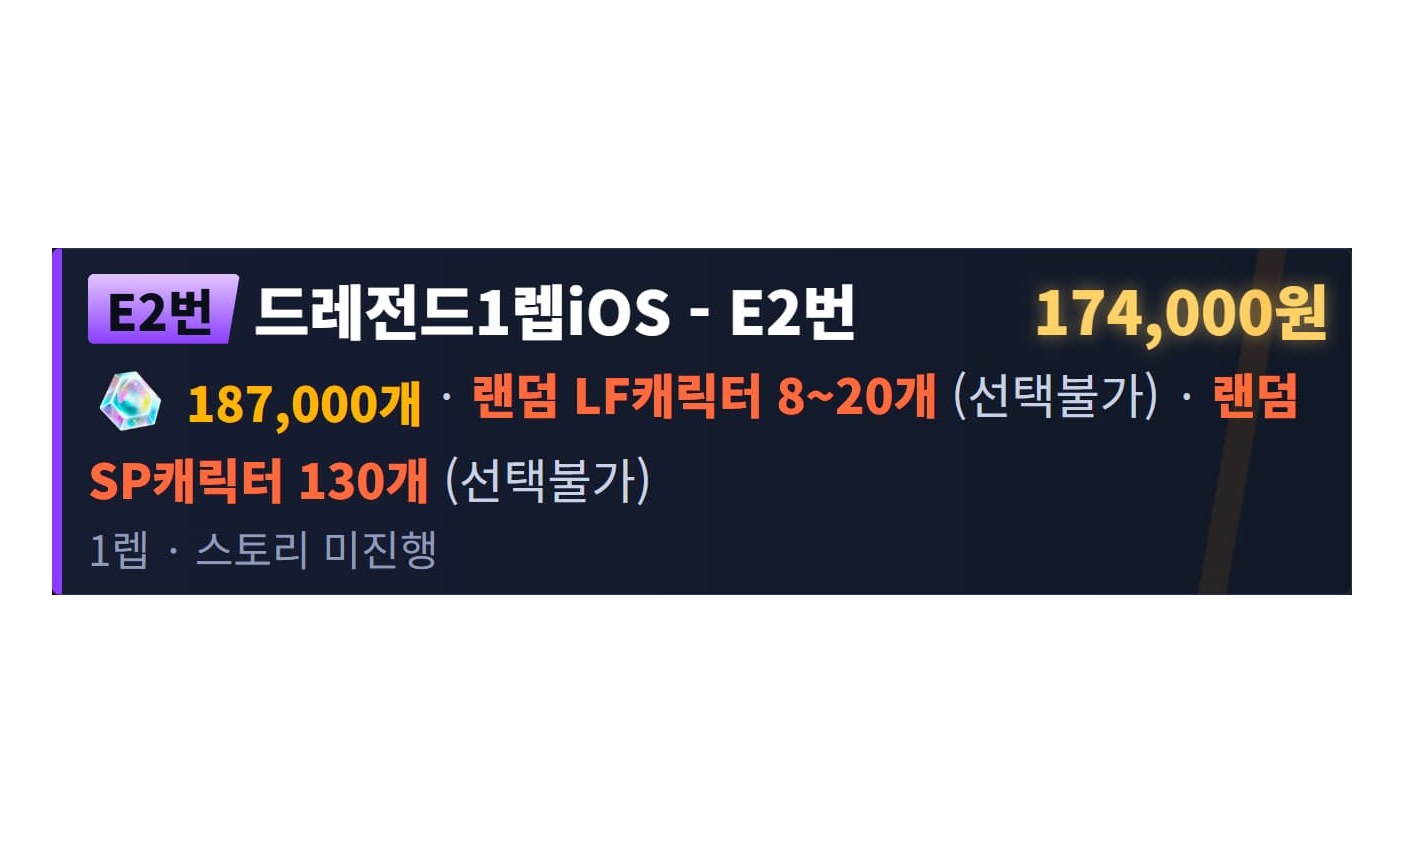 E2번 드레전드1렙iOS - E2번 174,000원
187,000개 · 랜덤 LF캐릭터 8~20개 (선택불가) · 랜덤
SP캐릭터 130개 (선택불가)
1렙 · 스토리 미진행